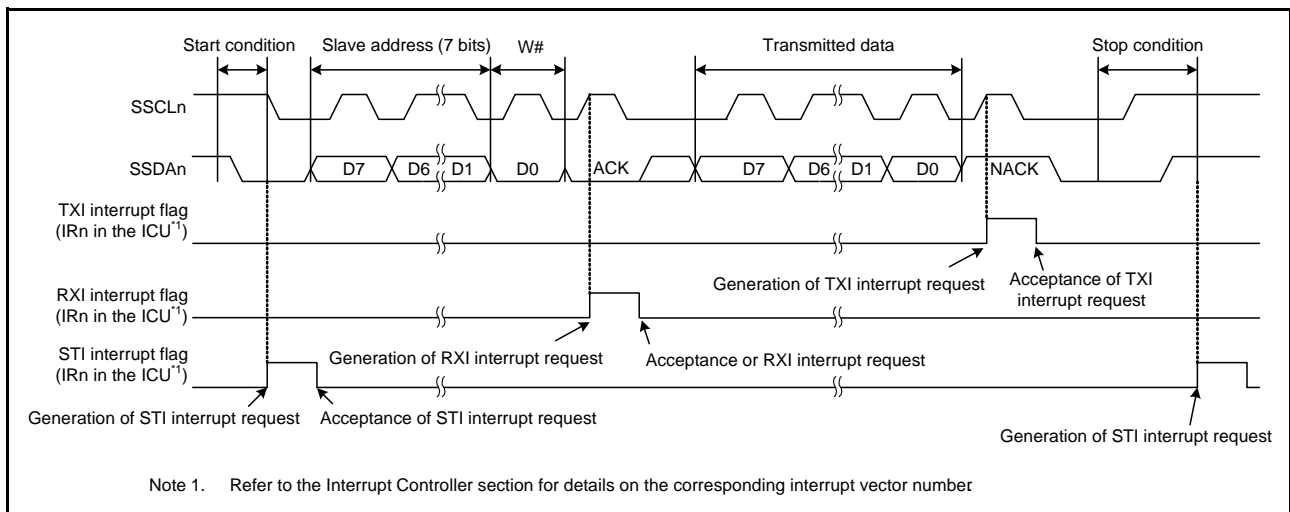 Start condition Slave address (7 bits) W# Transmitted data Stop condition
SSCLn
SSDAn D7 D6 D1 D0 ACK D7 D6 D1 D0 NACK
TXI interrupt flag
(IRn in the ICU*1)
Generation of TXI interrupt request
Acceptance of TXI
interrupt request
RXI interrupt flag
(IRn in the ICU*1)
Generation of RXI interrupt request
Acceptance or RXI interrupt request
STI interrupt flag
(IRn in the ICU*1)
Generation of STI interrupt request
Acceptance of STI interrupt request
Generation of STI interrupt request
Note 1. Refer to the Interrupt Controller section for details on the corresponding interrupt vector number.